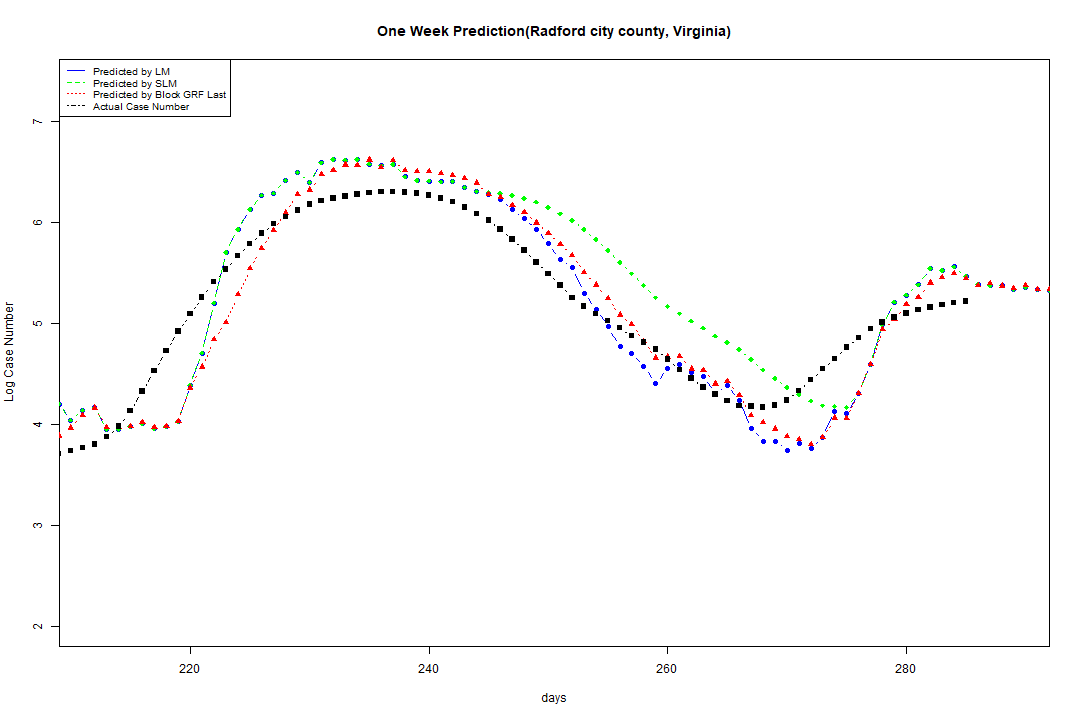 One Week Prediction(Radford city county, Virginia)
Predicted by LM
Predicted by SLM
Predicted by Block GRF Last
Actual Case Number
Log Case Number
7
6
5
4
3
2
220 240 260 280
days